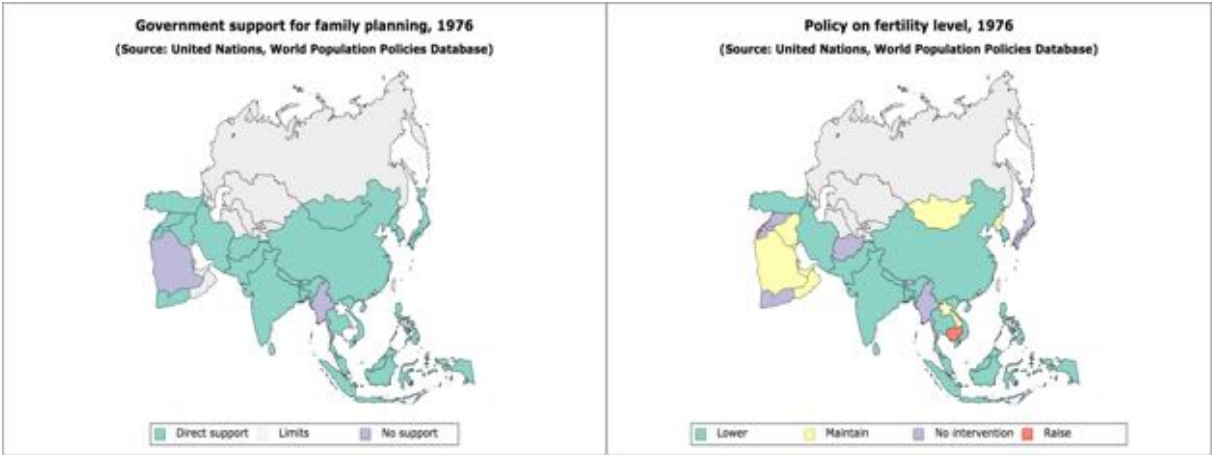 Government support for family planning, 1976
(Source: United Nations, World Population Policies Database)
Direct support Limits No support
Policy on fertility level, 1976
(Source: United Nations, World Population Policies Database)
Lower Maintain No intervention Raise